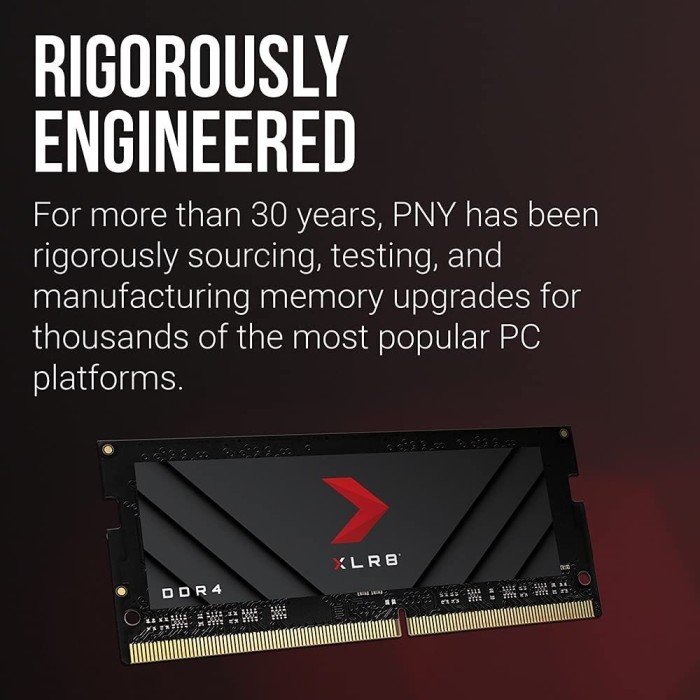 RIGOROUSLY
ENGINEERED
For more than 30 years, PNY has been
rigorously sourcing, testing, and
manufacturing memory upgrades for
thousands of the most popular PC
platforms.
XLR8
DDR4